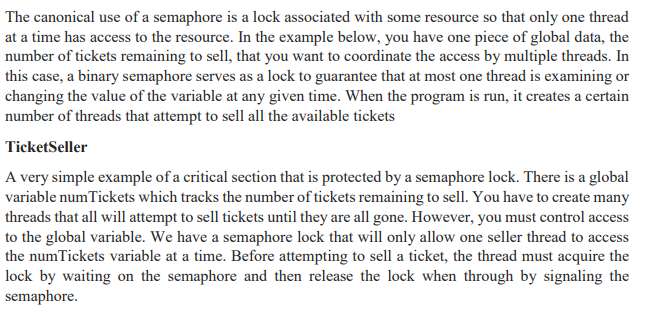 The canonical use of a semaphore is a lock associated with some resource so that only one thread
at a time has access to the resource. In the example below, you have one piece of global data, the
number of tickets remaining to sell, that you want to coordinate the access by multiple threads. In
this case, a binary semaphore serves as a lock to guarantee that at most one thread is examining or
changing the value of the variable at any given time. When the program is run, it creates a certain
number of threads that attempt to sell all the available tickets
TicketSeller
A very simple example of a critical section that is protected by a semaphore lock. There is a global
variable numTickets which tracks the number of tickets remaining to sell. You have to create many
threads that all will attempt to sell tickets until they are all gone. However, you must control access
to the global variable. We have a semaphore lock that will only allow one seller thread to access
the numTickets variable at a time. Before attempting to sell a ticket, the thread must acquire the
lock by waiting on the semaphore and then release the lock when through by signaling the
semaphore.